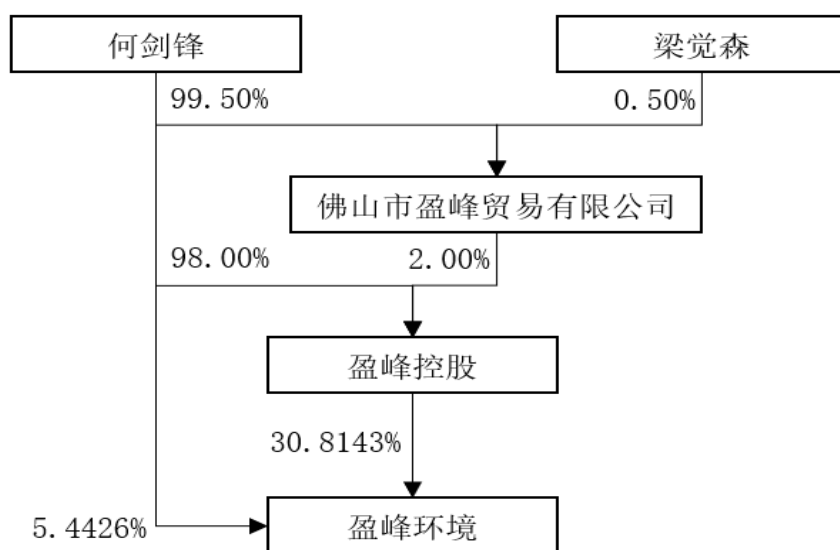 何剑锋
梁觉森
99.50%
0.50%
佛山市盈峰贸易有限公司
98.00%
2.00%
盈峰控股
30.8143%
5.4426%
盈峰环境